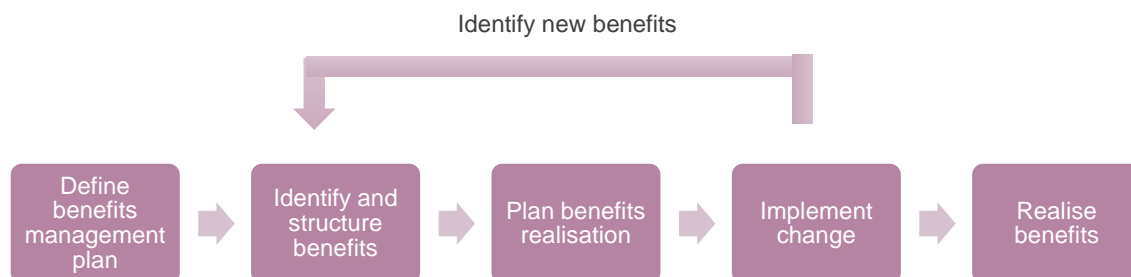 Identify new benefits
Define
benefits
management
plan
Identify and
structure
benefits
Plan benefits
realisation
Implement
change
Realise
benefits